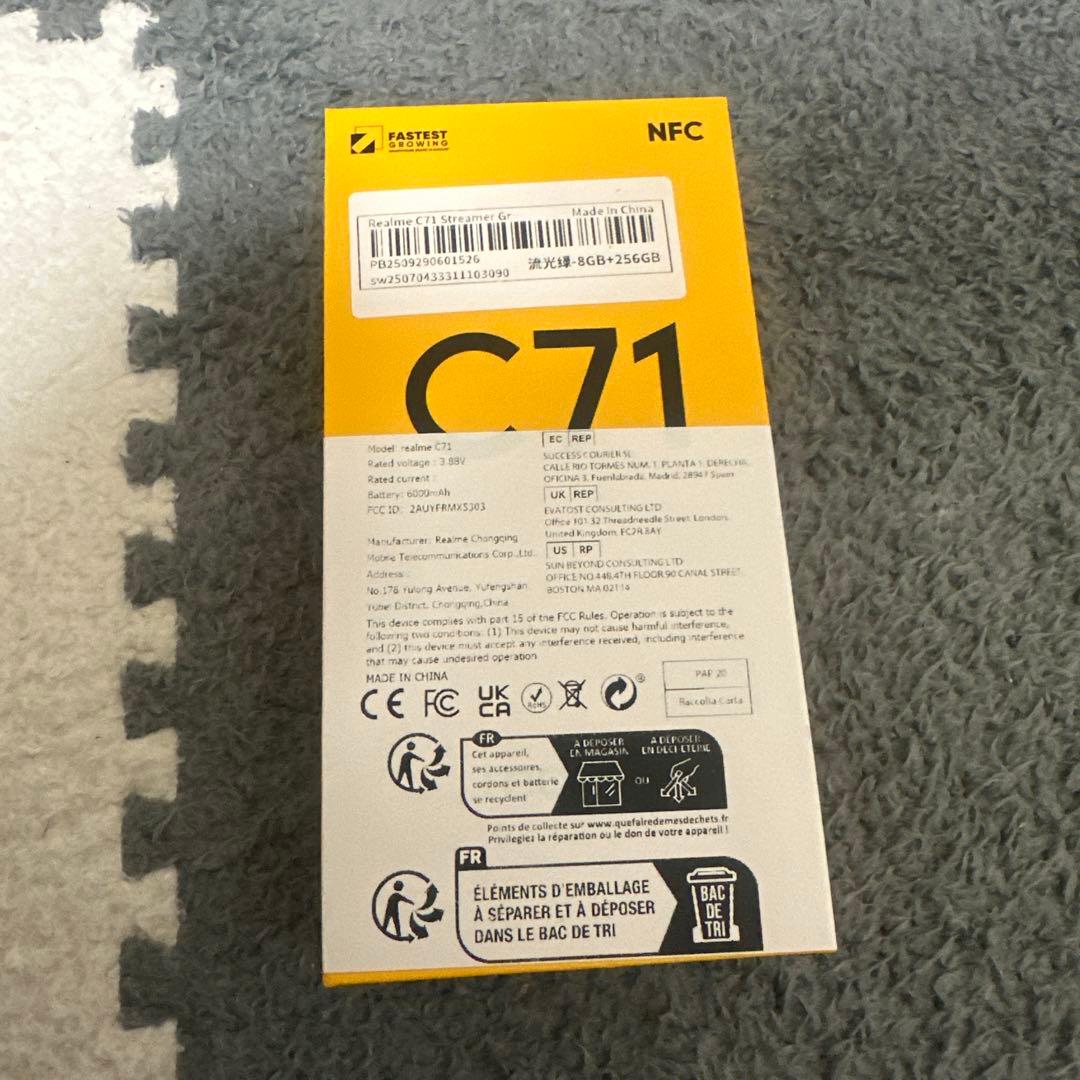 FASTEST
GROWING
NFC
Realme C71 Streamer Gr
Made In China
PB2509290601526
流光绿-8GB+256GB
sw25070433311103090
C71
Model: realme C71
Rated voltage : 3.88V
Rated current :
Battery: 6000mAh
FCC ID: 2AUYFRMX5303
Manufacturer: Realme Chongqing
Mobile Telecommunications Corp.,Ltd.
Address :
No.178 Yulong Avenue, Yufengshan,
Yubei District, Chongqing,China
EC REP
SUCCESS COURIER SL
CALLE RIO TORMES NUM. 1, PLANTA 1, DERECHA,
OFICINA 3, Fuenlabrada, Madrid, 28947 Spain
UK REP
EVATOST CONSULTING LTD
Office 101 32 Threadneedle Street, London,
United Kingdom, EC2R 8AY
US RP
SUN BEYOND CONSULTING LTD
OFFICE NO.448,4TH FLOOR,90 CANAL STREET,
BOSTON MA 02114
This device complies with part 15 of the FCC Rules. Operation is subject to the
following two conditions: (1) This device may not cause harmful interference,
and (2) this device must accept any interference received, including interference
that may cause undesired operation
MADE IN CHINA
CE FC UK
CA RoHS
PAP 20
Raccolta Carta
FR
Cet appareil,
ses accessoires,
cordons et batterie
se recyclent
À DÉPOSER
EN MAGASIN
OU
À DÉPOSER
EN DÉCHÈTERIE
Points de collecte sur www.quefairedemesdechets.fr
Privilegiez la réparation ou le don de votre appareil !
FR
ÉLÉMENTS D'EMBALLAGE
À SÉPARER ET À DÉPOSER
DANS LE BAC DE TRI
BAC
DE
TRI